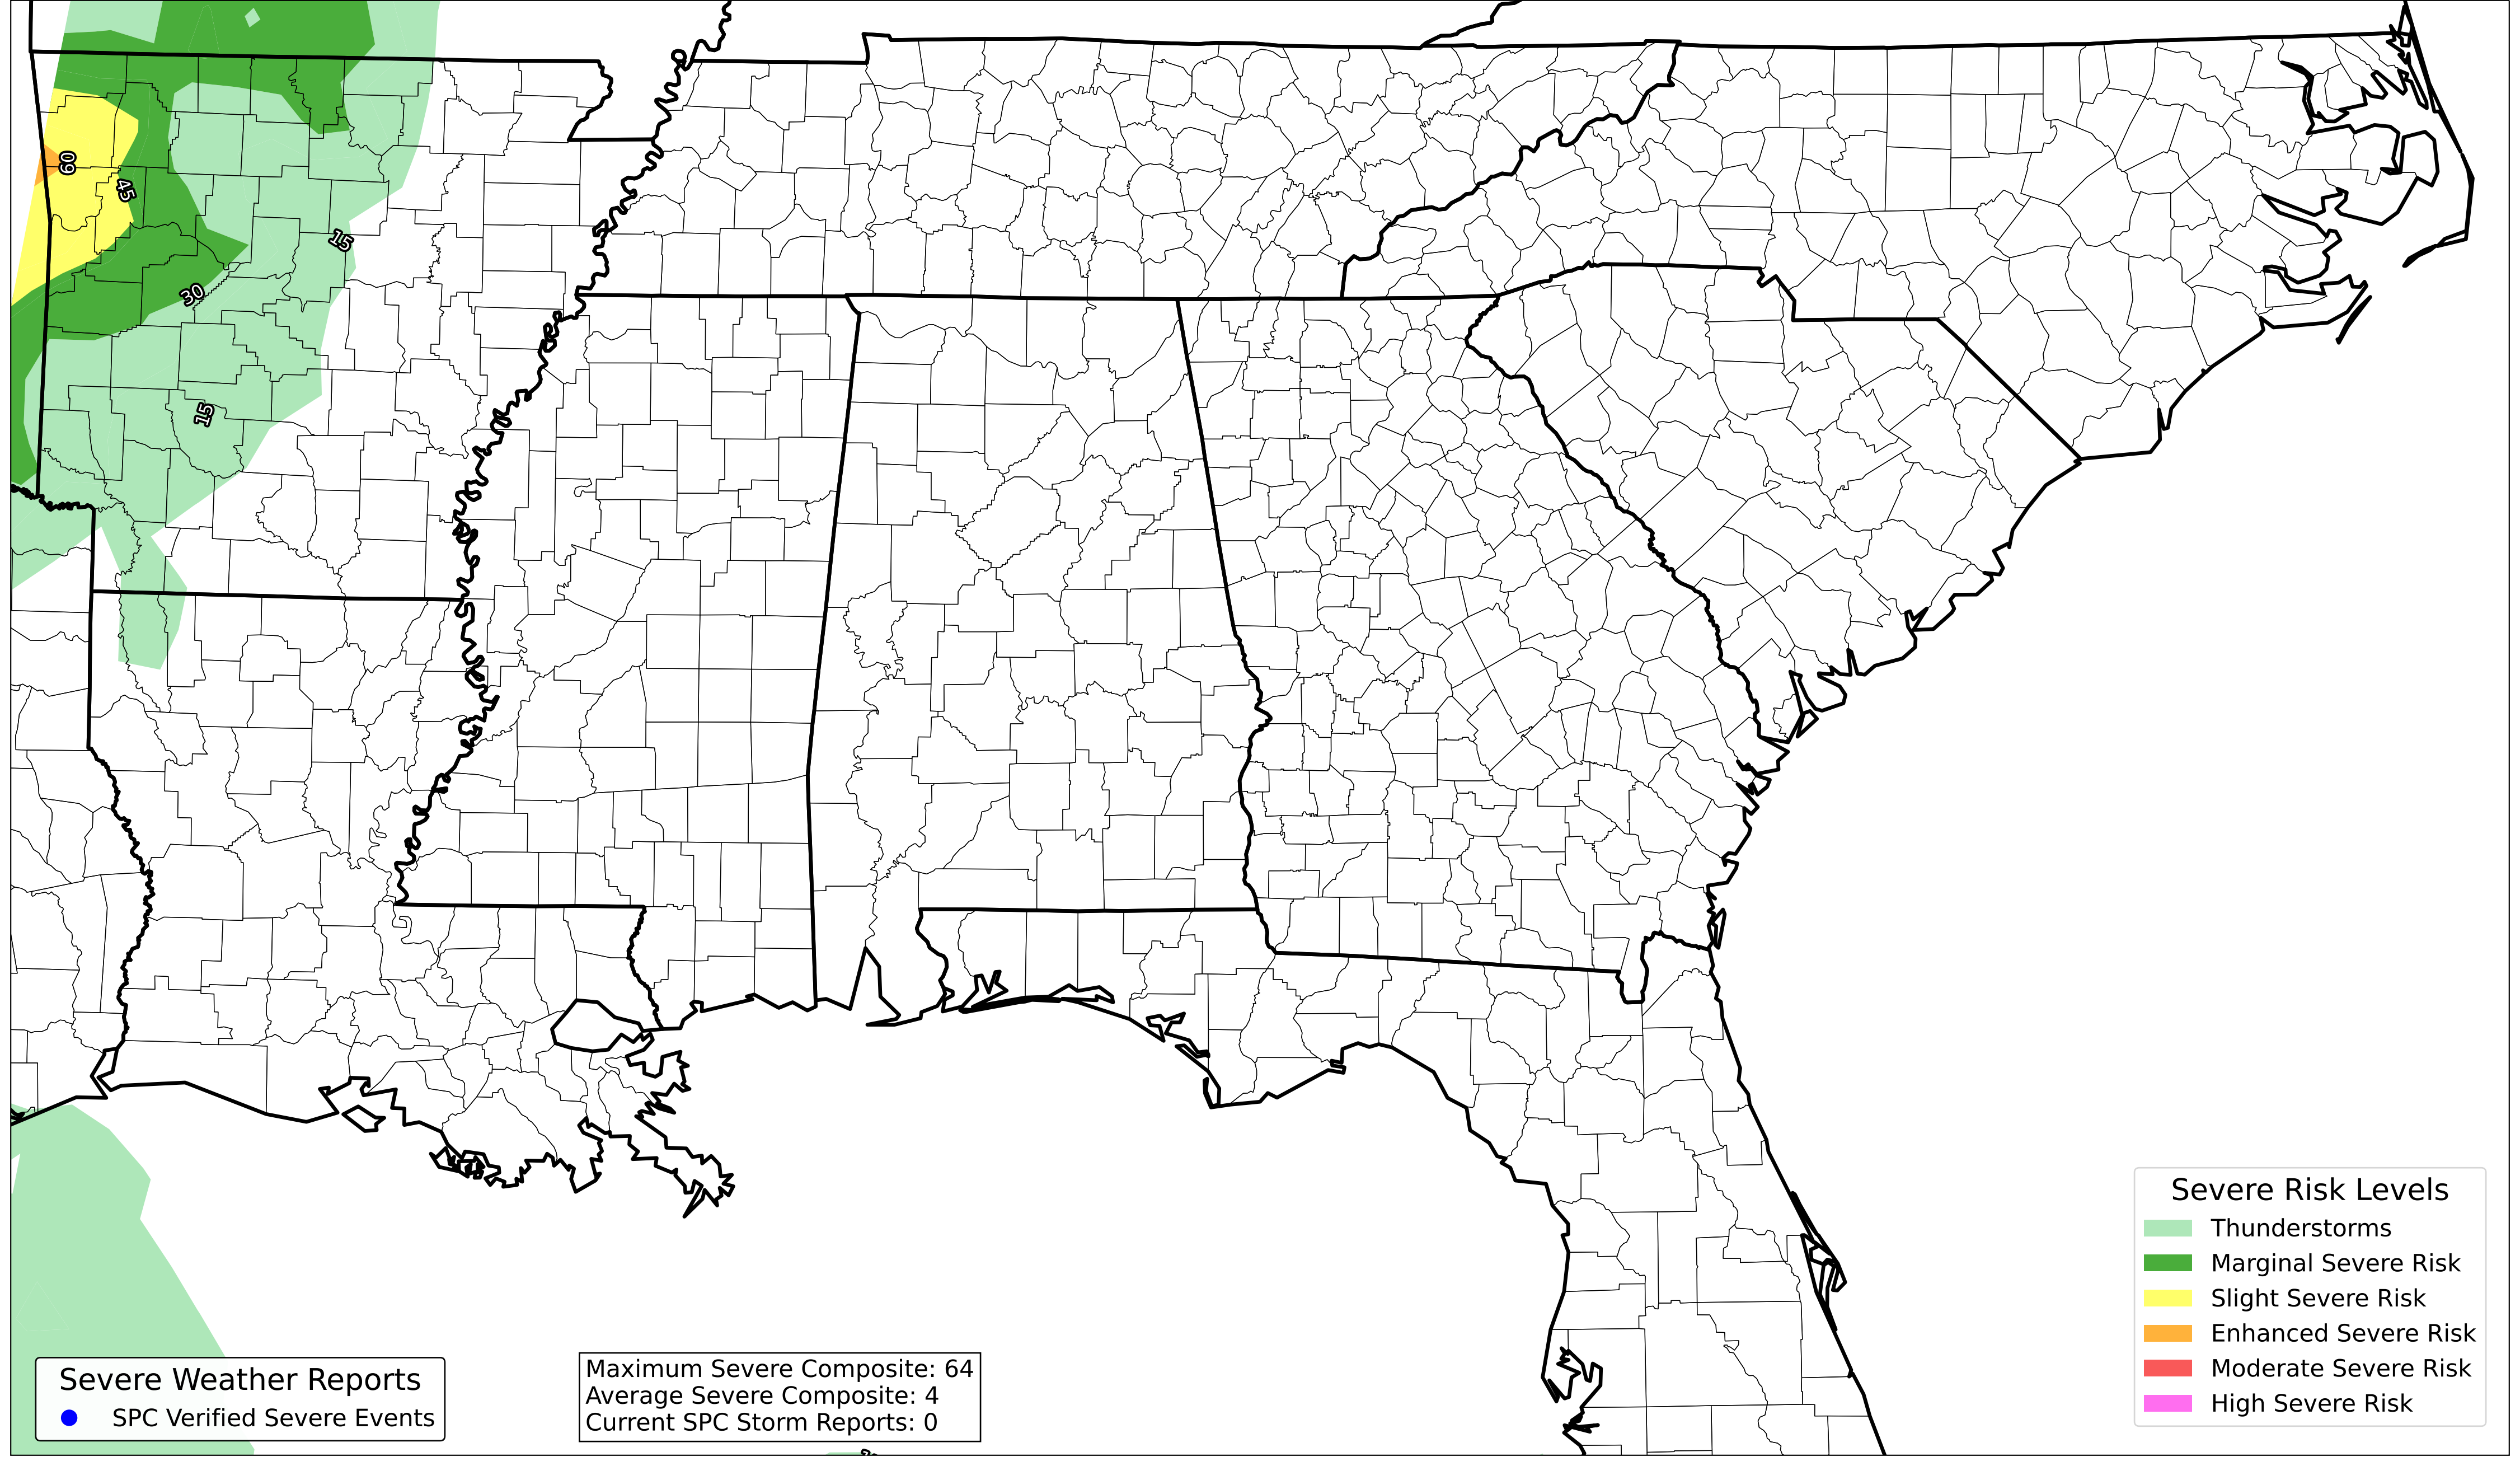 60
45
15
30
15
Severe Risk Levels
Thunderstorms
Marginal Severe Risk
Slight Severe Risk
Enhanced Severe Risk
Moderate Severe Risk
High Severe Risk
Severe Weather Reports
SPC Verified Severe Events
Maximum Severe Composite: 64
Average Severe Composite: 4
Current SPC Storm Reports: 0